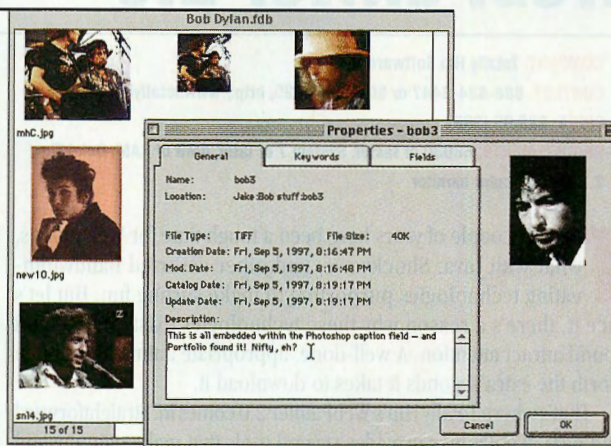 Bob Dylan.fdb
mhC.jpg
new10.jpg
sn14.jpg
15 of 15
Properties - bob3
General Keywords Fields
Name: bob3
Location: Jake:Bob stuff:bob3
File Type: TIFF File Size: 40K
Creation Date: Fri, Sep 5, 1997, 8:16:47 PM
Mod. Date: Fri, Sep 5, 1997, 8:16:48 PM
Catalog Date: Fri, Sep 5, 1997, 8:19:17 PM
Update Date: Fri, Sep 5, 1997, 8:19:17 PM
Description:
This is all embedded within the Photoshop caption field – and
Portfolio found it! Nifty, eh?
Cancel OK